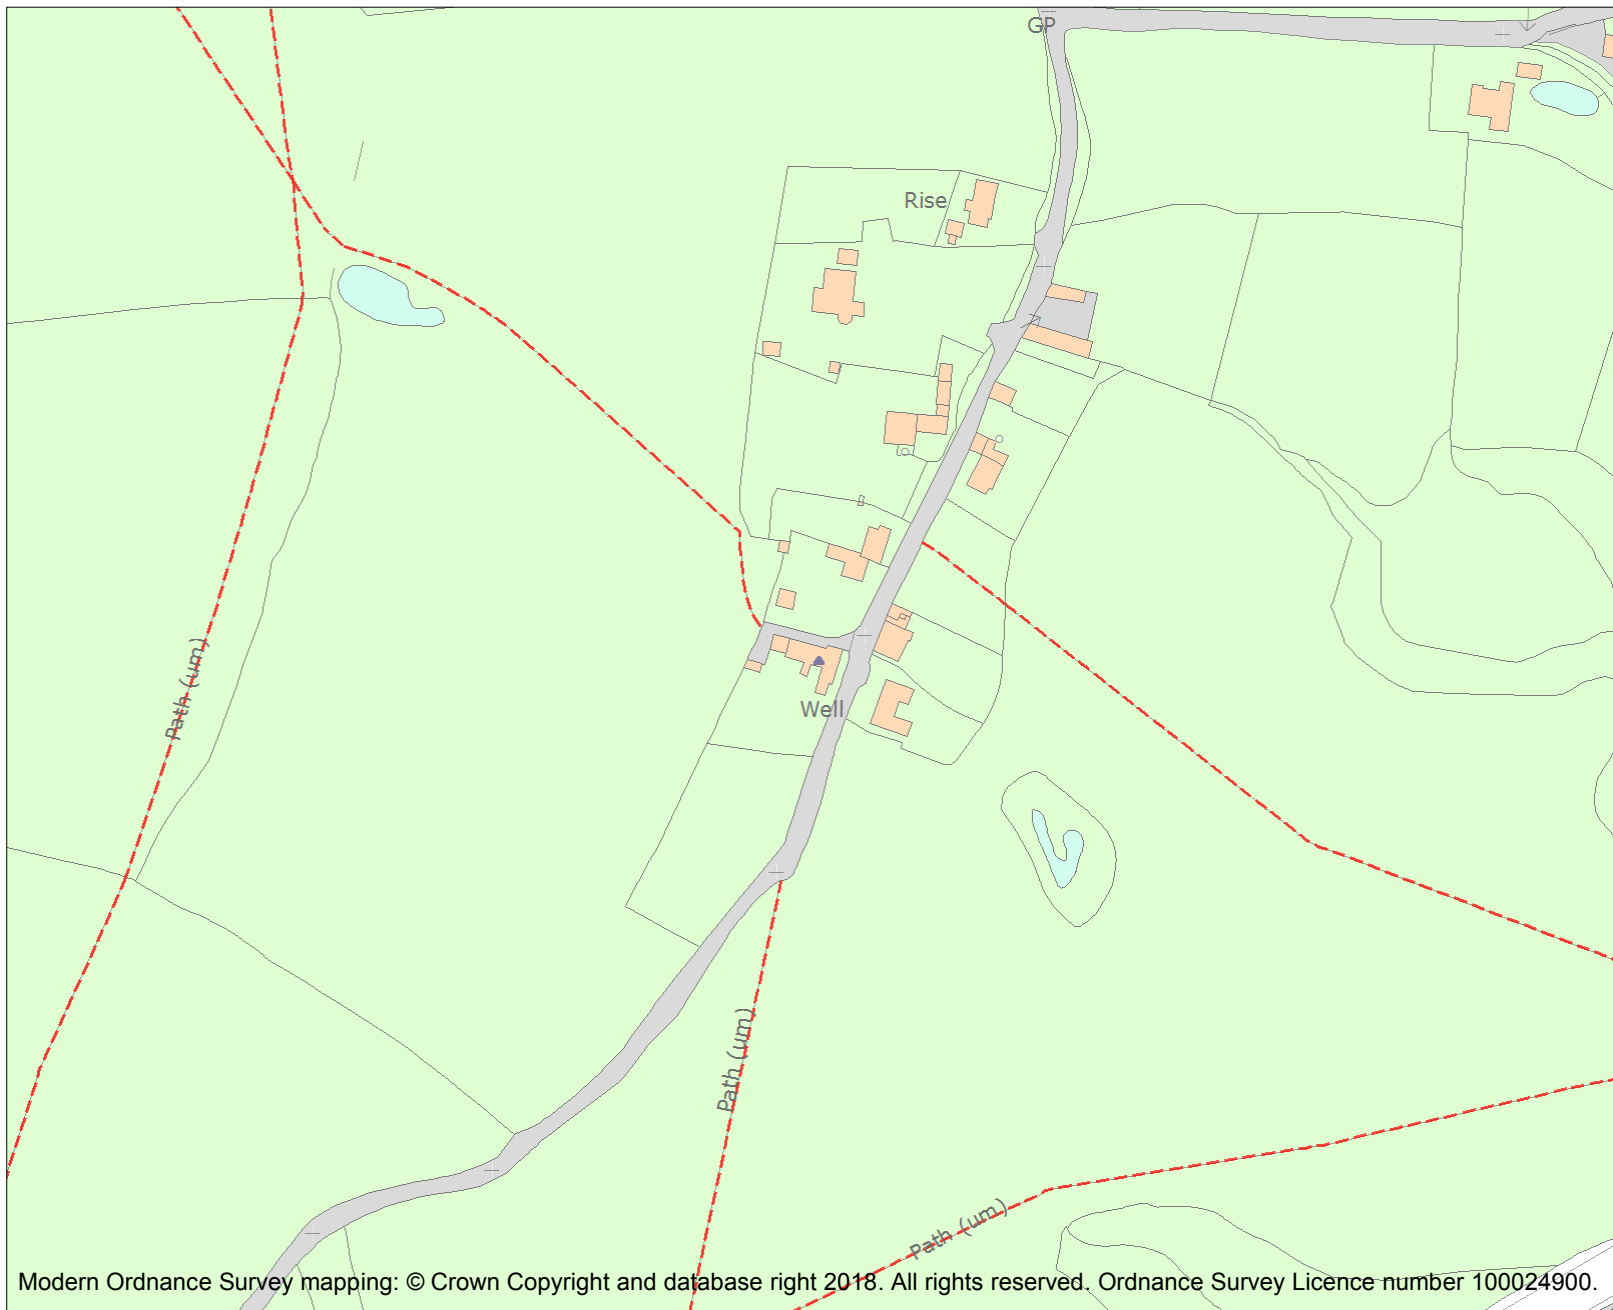 GP
Rise
Path (um)
Well
Path (um)
Path (um)
Modern Ordnance Survey mapping: © Crown Copyright and database right 2018. All rights reserved. Ordnance Survey Licence number 100024900.